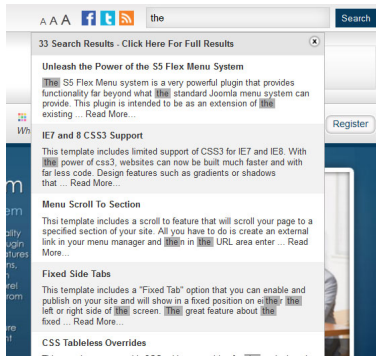 A A A the Search
33 Search Results - Click Here For Full Results
Unleash the Power of the S5 Flex Menu System
The S5 Flex Menu system is a very powerful plugin that provides
functionality far beyond what the standard Joomla menu system can
provide. This plugin is intended to be as an extension of the
existing ... Read More...
IE7 and 8 CSS3 Support
This template includes limited support of CSS3 for IE7 and IE8. With
the power of css3, websites can now be built much faster and with
far less code. Design features such as gradients or shadows
that ... Read More...
Register
Menu Scroll To Section
Thsi template includes a scroll to feature that will scroll your page to a
specified section of your site. All you have to do is create an external
link in your menu manager and then in the URL area enter ... Read
More...
Fixed Side Tabs
This template includes a "Fixed Tab" option that you can enable and
publish on your site and will show in a fixed position on either the
left or right side of the screen. The great feature about the
fixed ... Read More...
CSS Tableless Overrides